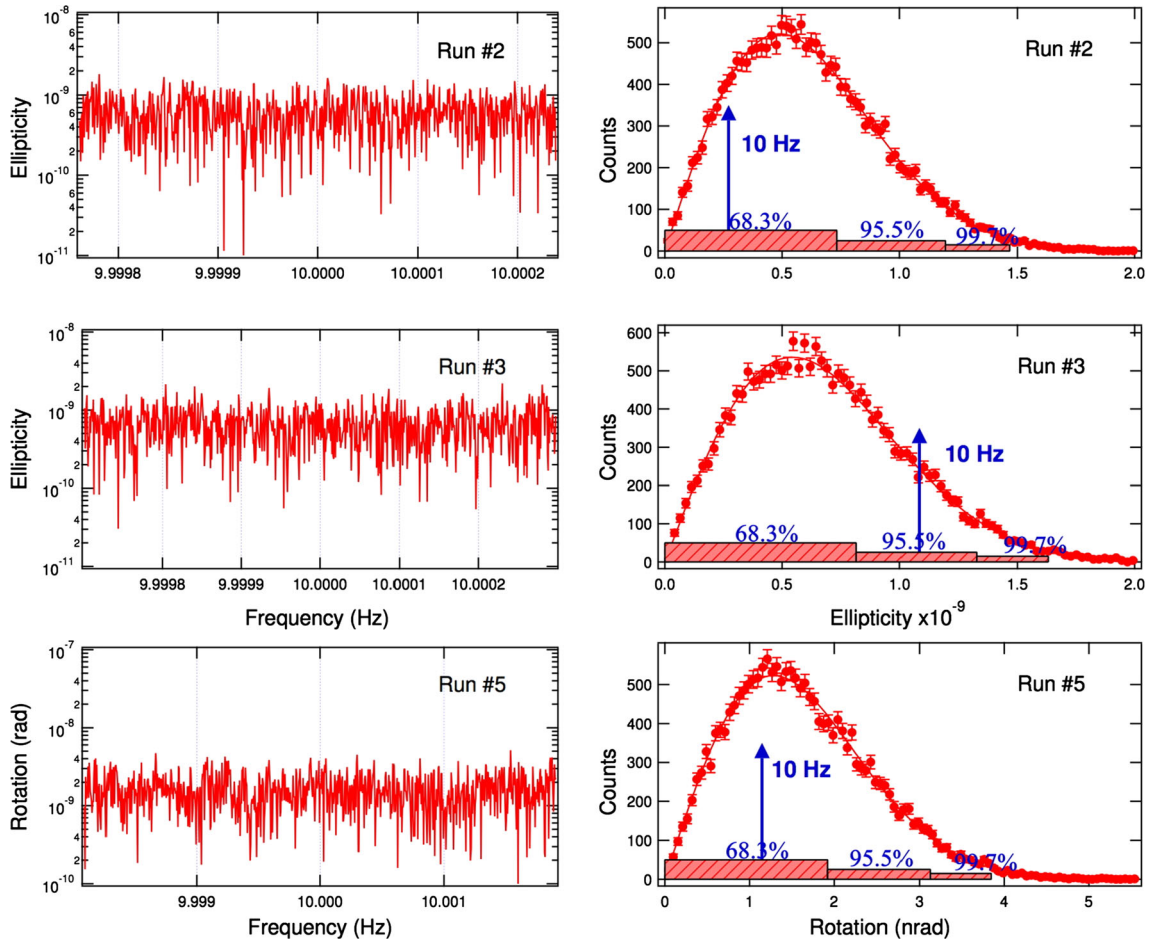 10⁻⁸
8
6
4
2
10⁻⁹
8
6
4
2
10⁻¹⁰
8
6
4
2
10⁻¹¹
Ellipticity
Run #2
9.9998 9.9999 10.0000 10.0001 10.0002
500
400
300
200
100
0
Counts
Run #2
10 Hz
68.3% 95.5% 99.7%
0.0 0.5 1.0 1.5 2.0
10⁻⁸
8
6
4
2
10⁻⁹
8
6
4
2
10⁻¹⁰
8
6
4
2
10⁻¹¹
Ellipticity
Run #3
9.9998 9.9999 10.0000 10.0001 10.0002
Frequency (Hz)
600
500
400
300
200
100
0
Counts
Run #3
10 Hz
68.3% 95.5% 99.7%
0.0 0.5 1.0 1.5 2.0
Ellipticity x10⁻⁹
10⁻⁷
8
6
4
2
10⁻⁸
8
6
4
2
10⁻⁹
8
6
4
2
10⁻¹⁰
Rotation (rad)
Run #5
9.999 10.000 10.001
Frequency (Hz)
500
400
300
200
100
0
Counts
Run #5
10 Hz
68.3% 95.5% 99.7%
0 1 2 3 4 5
Rotation (nrad)